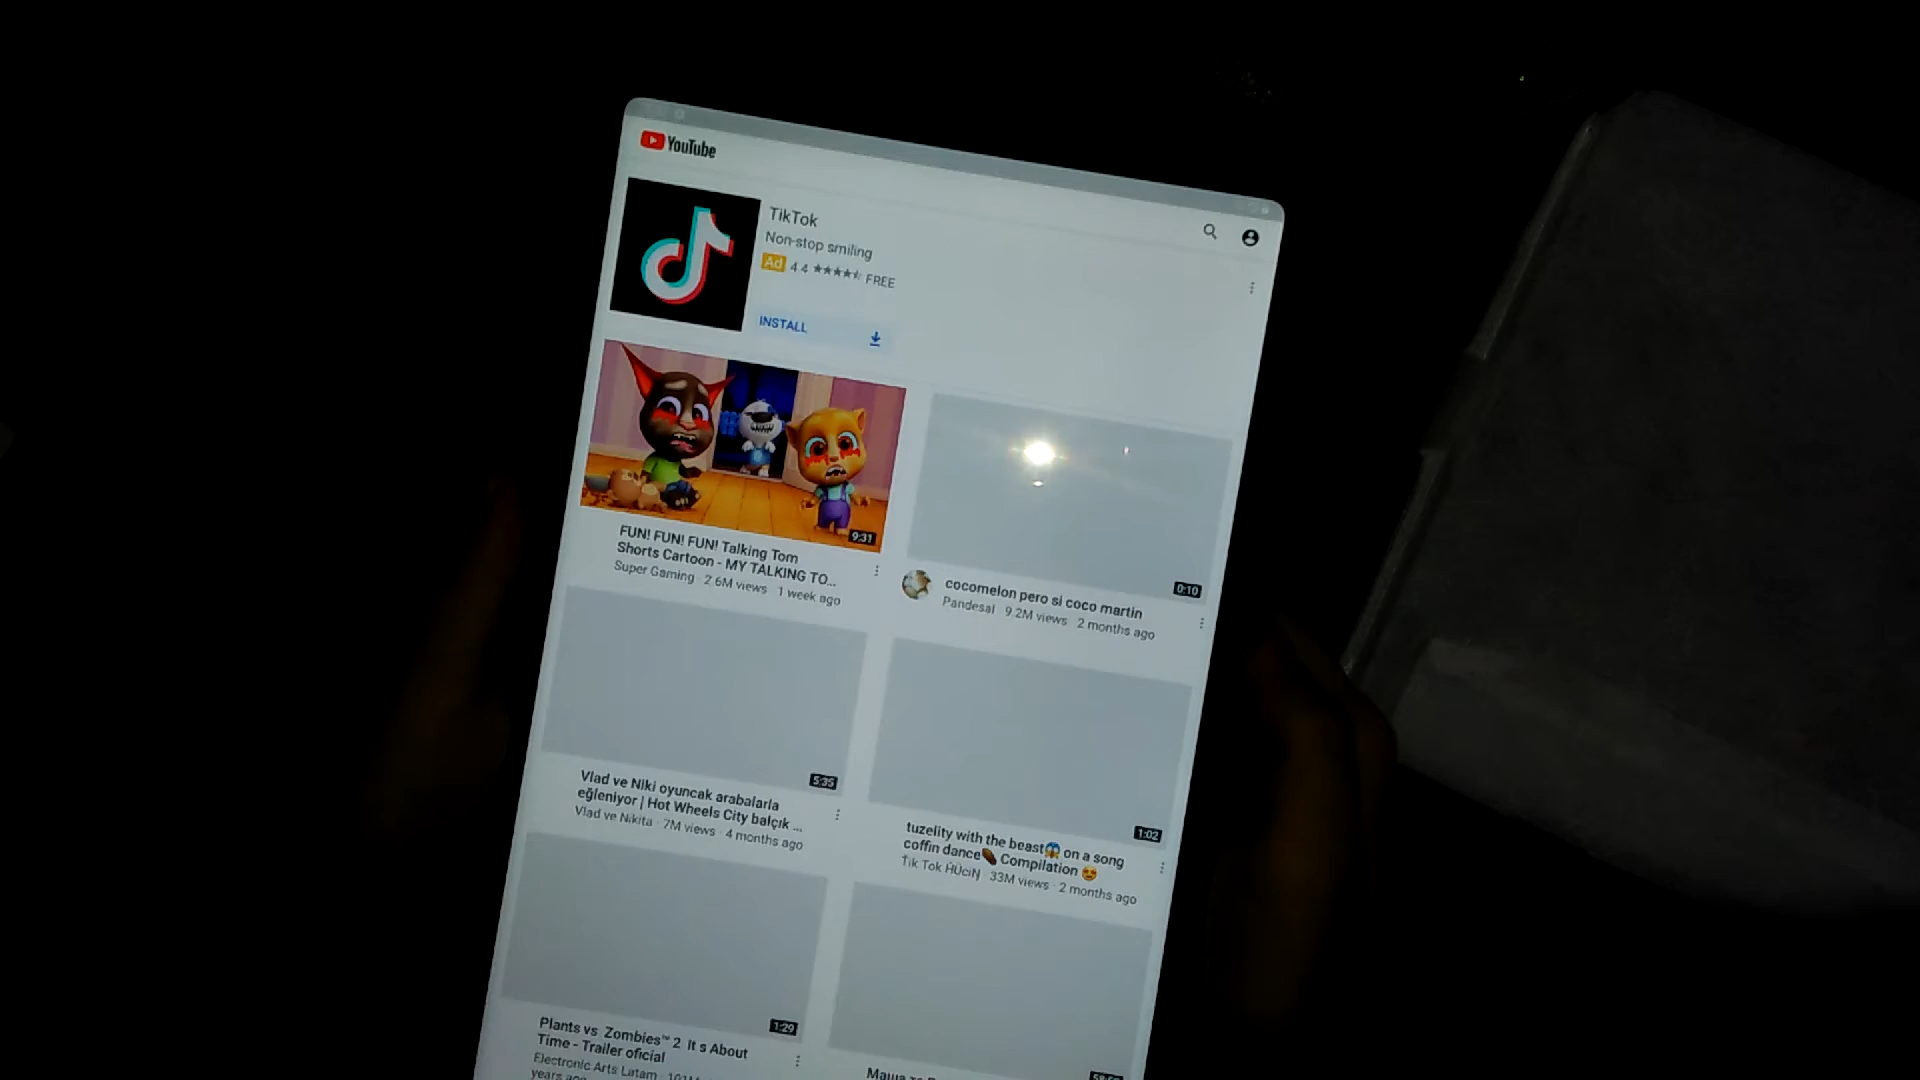 YouTube
TikTok
Non-stop smiling
Ad 4.4 ★★★★★ FREE
INSTALL
9:31
FUN! FUN! FUN! Talking Tom
Shorts Cartoon - MY TALKING TO...
Super Gaming · 2.6M views · 1 week ago
0:10
cocomelon pero si coco martin
Pandesal · 9.2M views · 2 months ago
5:35
Vlad ve Niki oyuncak arabalarla
eğleniyor | Hot Wheels City balçık ...
Vlad ve Nikita · 7M views · 4 months ago
1:02
tuzelity with the beast😱 on a song
coffin dance⚰️ Compilation 😍
Tik Tok · 33M views · 2 months ago
1:29
Plants vs. Zombies™ 2 It's About
Time - Trailer oficial
Electronic Arts Latam
years ago
Маша